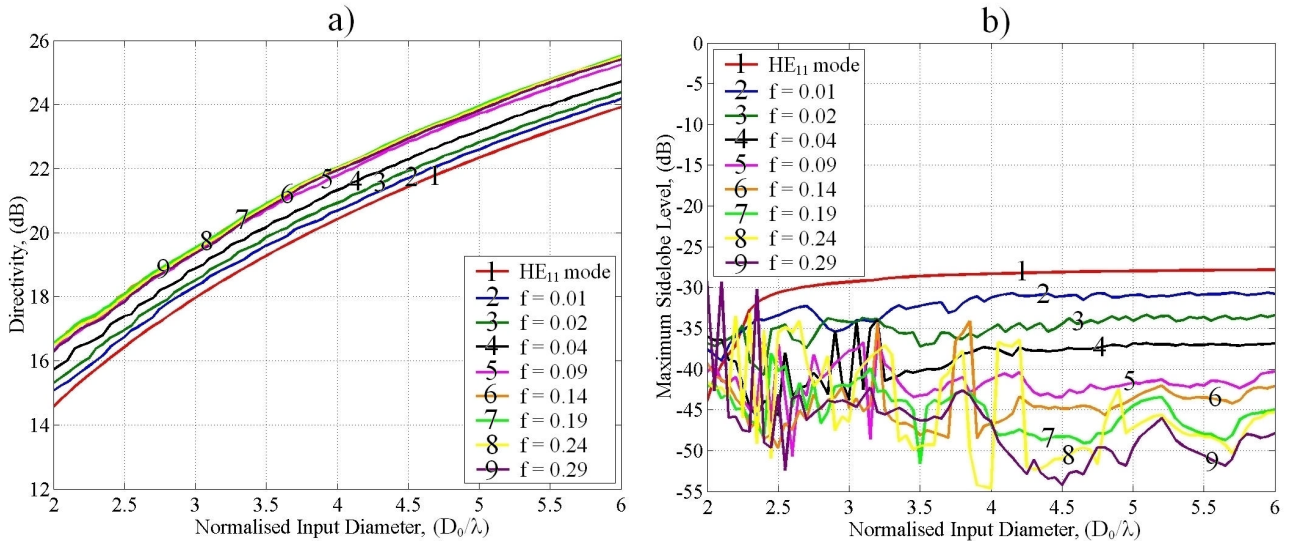 a)
Directivity, (dB)
26
24
22
20
18
16
14
12
2 2.5 3 3.5 4 4.5 5 5.5 6
Normalised Input Diameter, (D₀/λ)
9 8 7 6 5 4 3 2 1
1 HE₁₁ mode
2 f = 0.01
3 f = 0.02
4 f = 0.04
5 f = 0.09
6 f = 0.14
7 f = 0.19
8 f = 0.24
9 f = 0.29
b)
Maximum Sidelobe Level, (dB)
0
-5
-10
-15
-20
-25
-30
-35
-40
-45
-50
-55
2 2.5 3 3.5 4 4.5 5 5.5 6
Normalised Input Diameter, (D₀/λ)
1 HE₁₁ mode
2 f = 0.01
3 f = 0.02
4 f = 0.04
5 f = 0.09
6 f = 0.14
7 f = 0.19
8 f = 0.24
9 f = 0.29
1
2
3
4
5
6
7
8
9